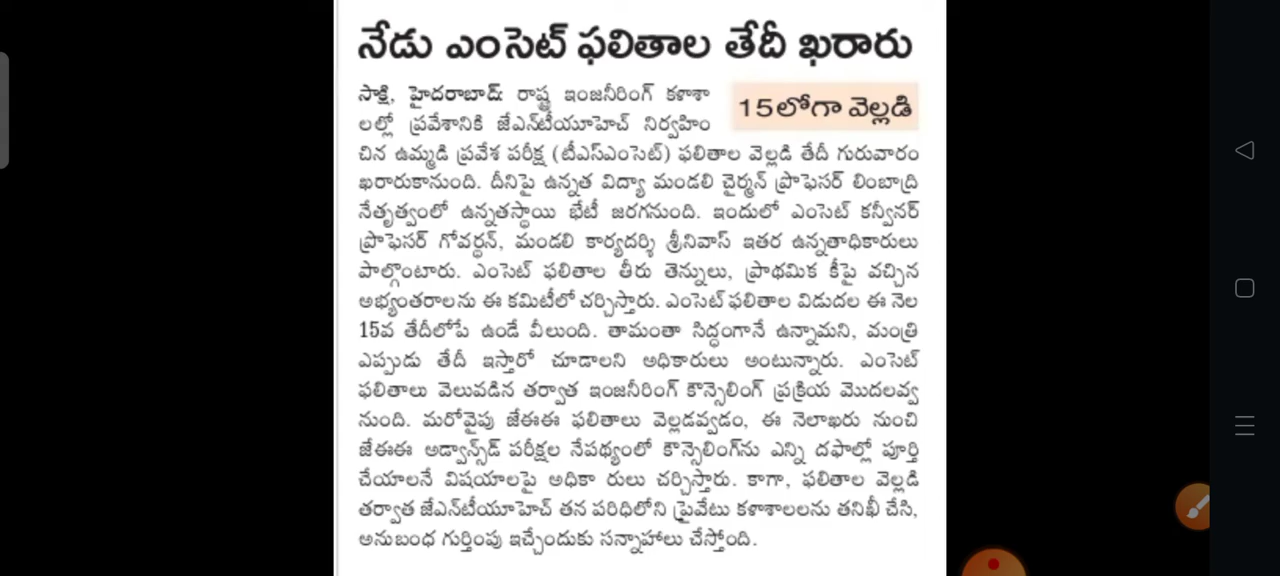 నేడు ఎంసెట్ ఫలితాల తేదీ ఖరారు
15లోగా వెల్లడి
సాక్షి, హైదరాబాద్: రాష్ట్ర ఇంజనీరింగ్ కళాశా
లల్లో ప్రవేశానికి జేఎన్‌టీయూహెచ్ నిర్వహిం
చిన ఉమ్మడి ప్రవేశ పరీక్ష (టీఎస్ఎంసెట్) ఫలితాల వెల్లడి తేదీ గురువారం
ఖరారుకానుంది. దీనిపై ఉన్నత విద్యా మండలి చైర్మన్ ప్రొఫెసర్ లింబాద్రి
నేతృత్వంలో ఉన్నతస్థాయి భేటీ జరగనుంది. ఇందులో ఎంసెట్ కన్వీనర్
ప్రొఫెసర్ గోవర్ధన్, మండలి కార్యదర్శి శ్రీనివాస్ ఇతర ఉన్నతాధికారులు
పాల్గొంటారు. ఎంసెట్ ఫలితాల తీరు తెన్నులు, ప్రాథమిక కీపై వచ్చిన
అభ్యంతరాలను ఈ కమిటీలో చర్చిస్తారు. ఎంసెట్ ఫలితాల విడుదల ఈ నెల
15వ తేదీలోపే ఉండే వీలుంది. తామంతా సిద్ధంగానే ఉన్నామని, మంత్రి
ఎప్పుడు తేదీ ఇస్తారో చూడాలని అధికారులు అంటున్నారు. ఎంసెట్
ఫలితాలు వెలువడిన తర్వాత ఇంజనీరింగ్ కౌన్సెలింగ్ ప్రక్రియ మొదలవ్వ
నుంది. మరోవైపు జేఈఈ ఫలితాలు వెల్లడవ్వడం, ఈ నెలాఖరు నుంచి
జేఈఈ అడ్వాన్స్‌డ్ పరీక్షల నేపథ్యంలో కౌన్సెలింగ్‌ను ఎన్ని దఫాల్లో పూర్తి
చేయాలనే విషయాలపై అధికా రులు చర్చిస్తారు. కాగా, ఫలితాల వెల్లడి
తర్వాత జేఎన్‌టీయూహెచ్ తన పరిధిలోని ప్రైవేటు కళాశాలలను తనిఖీ చేసి,
అనుబంధ గుర్తింపు ఇచ్చేందుకు సన్నాహాలు చేస్తోంది.